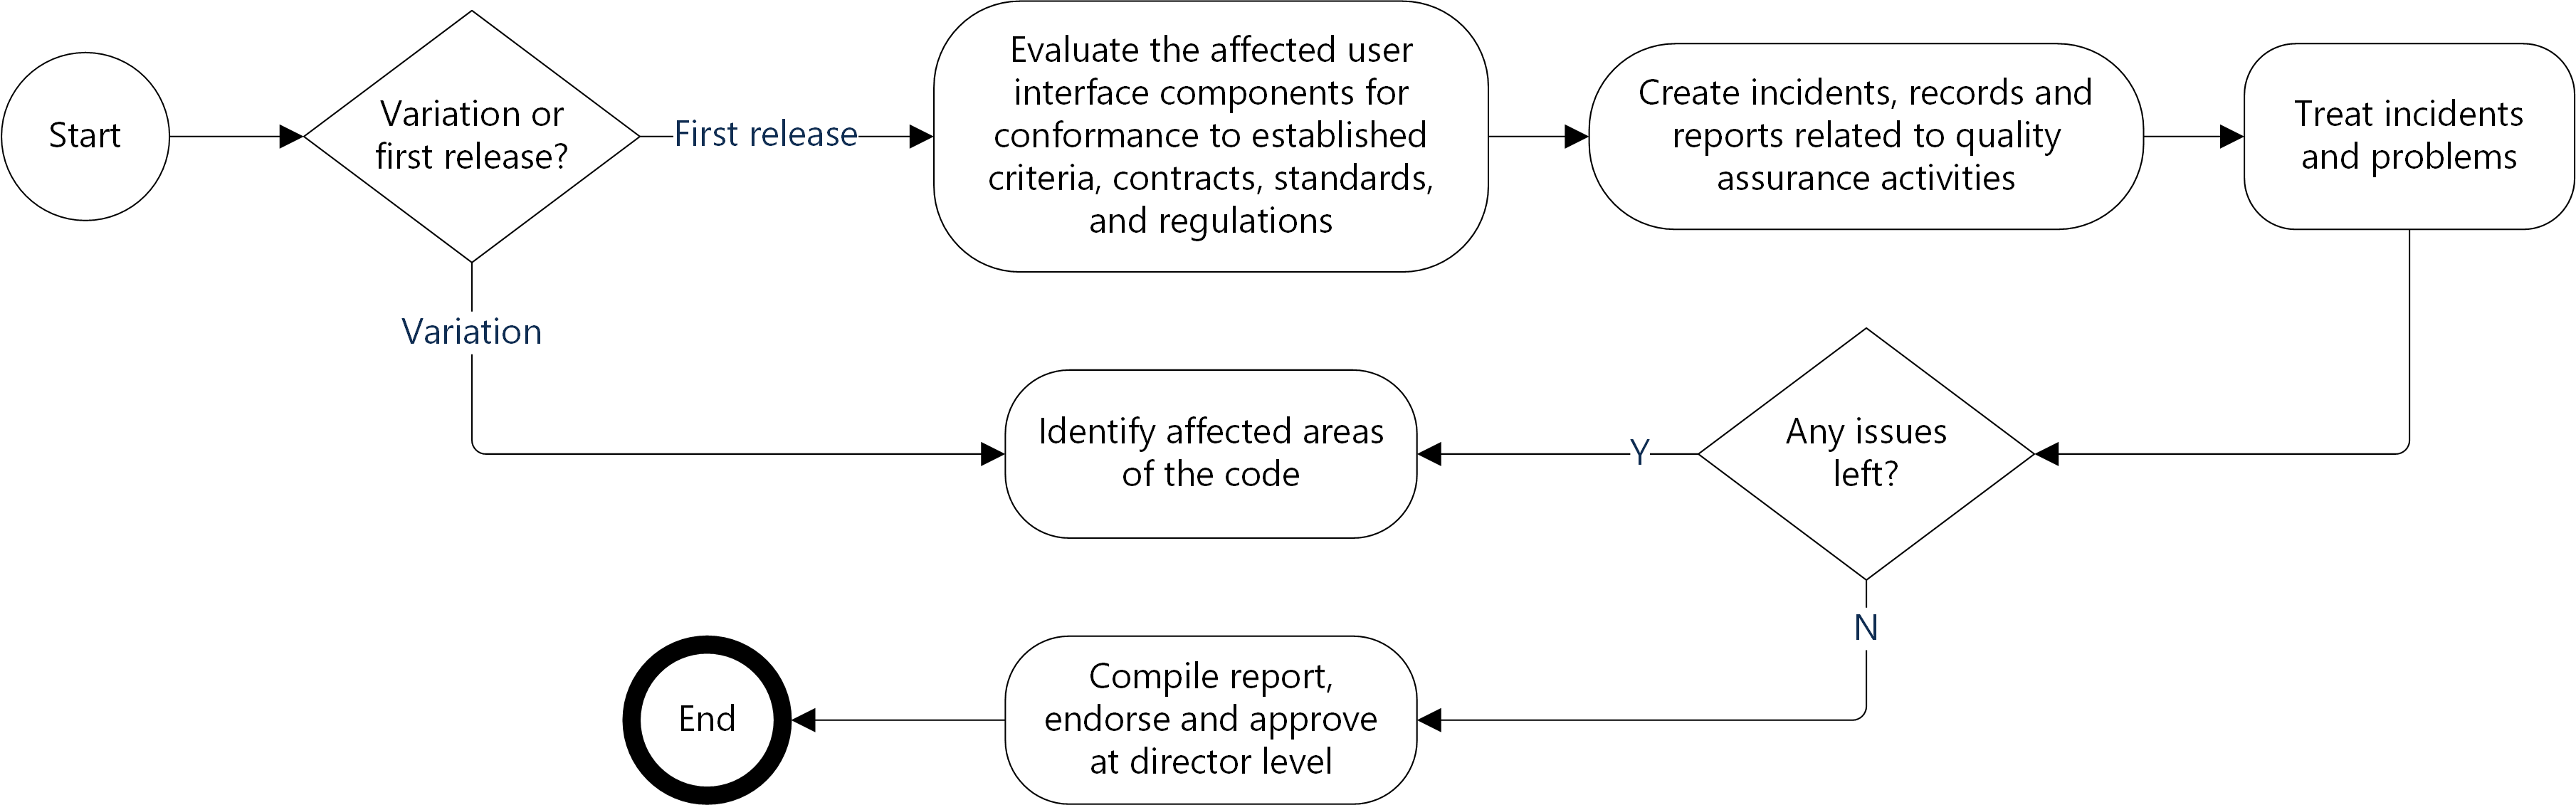 Start
Variation or
first release?
First release
Evaluate the affected user
interface components for
conformance to established
criteria, contracts, standards,
and regulations
Create incidents, records and
reports related to quality
assurance activities
Treat incidents
and problems
Variation
Identify affected areas
of the code
Y
Any issues
left?
N
End
Compile report,
endorse and approve
at director level